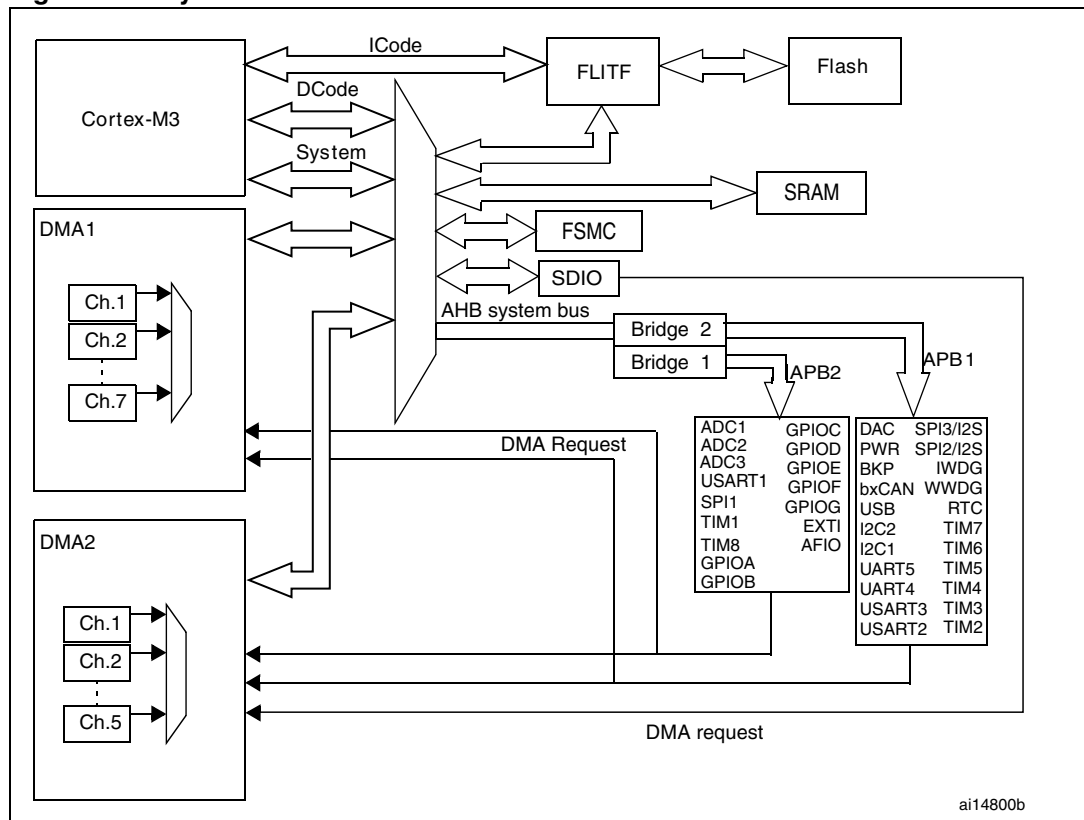 ICode
FLITF
Flash
Cortex-M3
DCode
System
SRAM
DMA1
FSMC
SDIO
Ch.1
Ch.2
Ch.7
AHB system bus
Bridge 2
Bridge 1
APB2
APB1
DMA Request
ADC1 GPIOC
ADC2 GPIOD
ADC3 GPIOE
USART1 GPIOF
SPI1 GPIOG
TIM1 EXTI
TIM8 AFIO
GPIOA
GPIOB
DAC SPI3/I2S
PWR SPI2/I2S
BKP IWDG
bxCAN WWDG
USB RTC
I2C2 TIM7
I2C1 TIM6
UART5 TIM5
UART4 TIM4
USART3 TIM3
USART2 TIM2
DMA2
Ch.1
Ch.2
Ch.5
DMA request
ai14800b